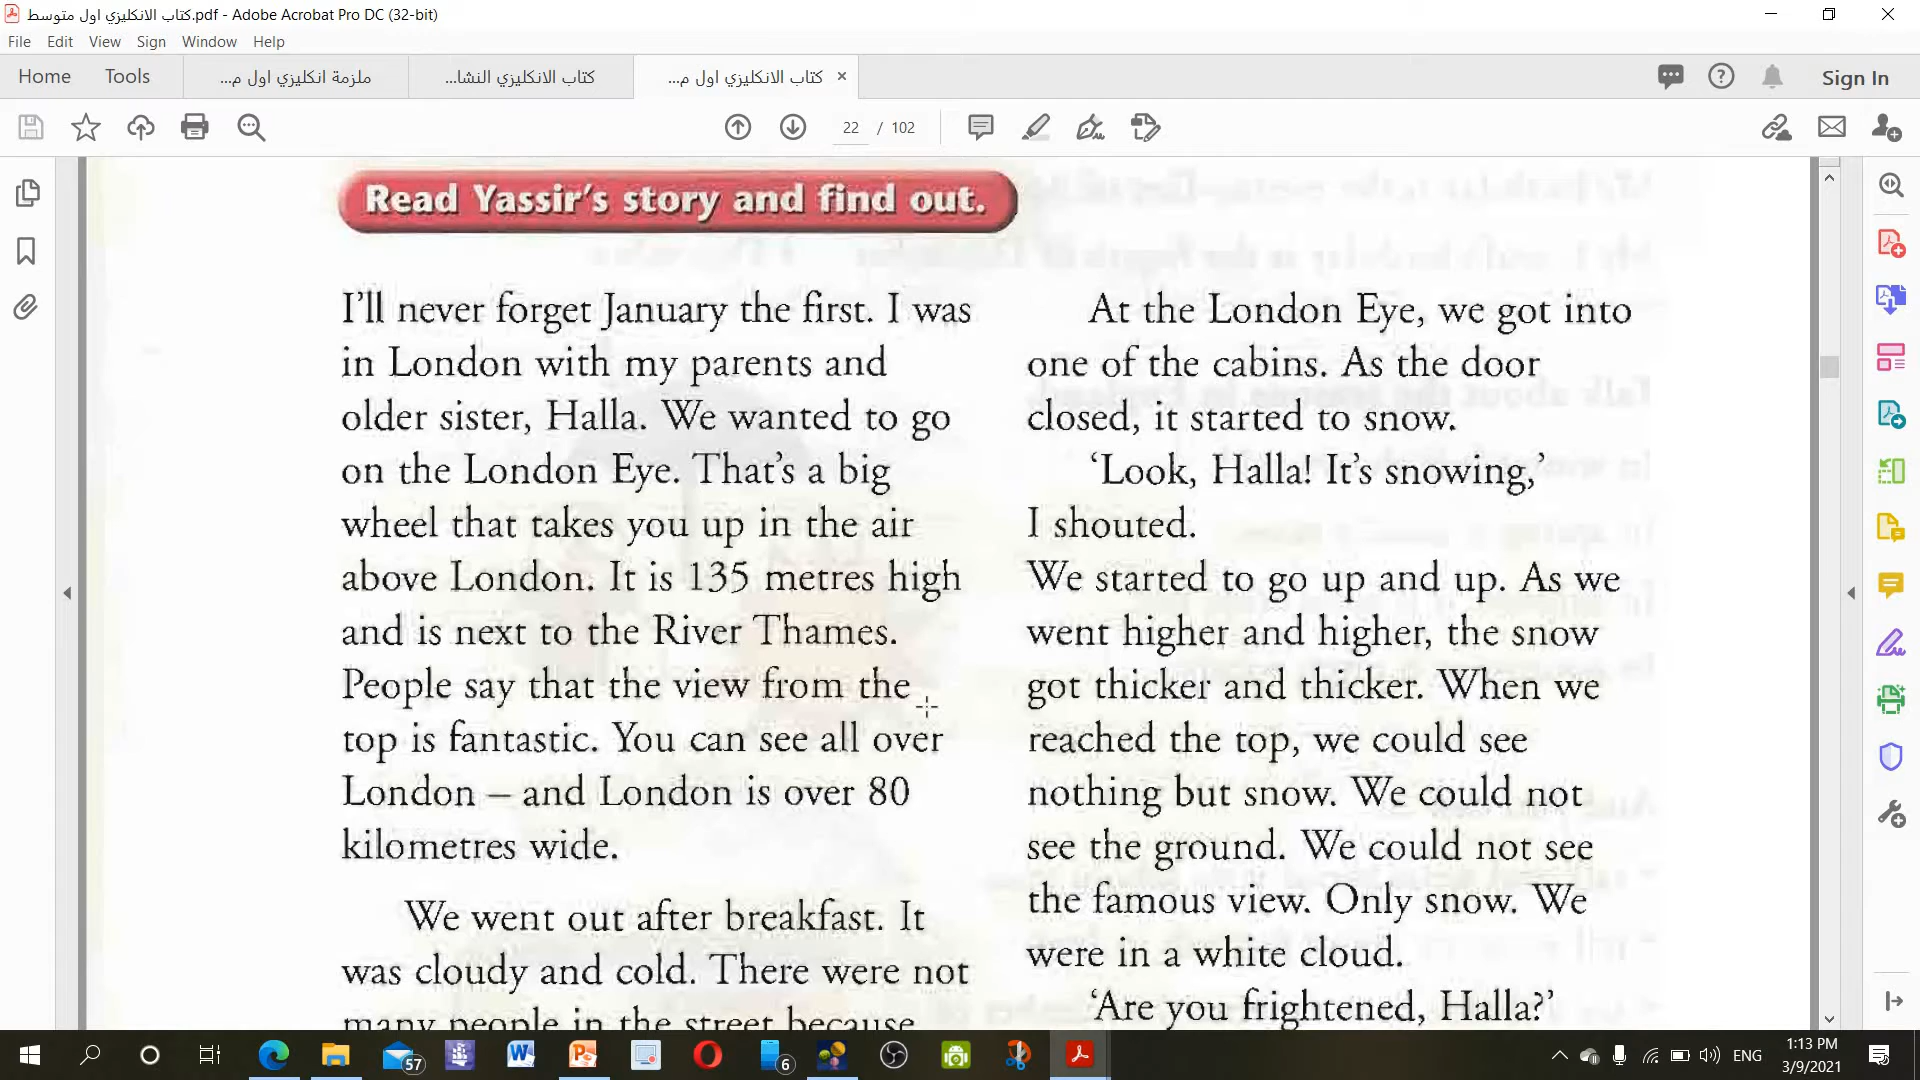 كتاب الانكليزي اول متوسط.pdf - Adobe Acrobat Pro DC (32-bit)
File Edit View Sign Window Help
Home Tools ملزمة انكليزي اول م... كتاب الانكليزي النشا... كتاب الانكليزي اول م... Sign In
22 / 102
Read Yassir's story and find out.
I'll never forget January the first. I was
in London with my parents and
older sister, Halla. We wanted to go
on the London Eye. That's a big
wheel that takes you up in the air
above London. It is 135 metres high
and is next to the River Thames.
People say that the view from the
top is fantastic. You can see all over
London – and London is over 80
kilometres wide.
We went out after breakfast. It
was cloudy and cold. There were not
many people in the street because
At the London Eye, we got into
one of the cabins. As the door
closed, it started to snow.
‘Look, Halla! It's snowing,’
I shouted.
We started to go up and up. As we
went higher and higher, the snow
got thicker and thicker. When we
reached the top, we could see
nothing but snow. We could not
see the ground. We could not see
the famous view. Only snow. We
were in a white cloud.
‘Are you frightened, Halla?’
57
6
ENG
1:13 PM
3/9/2021